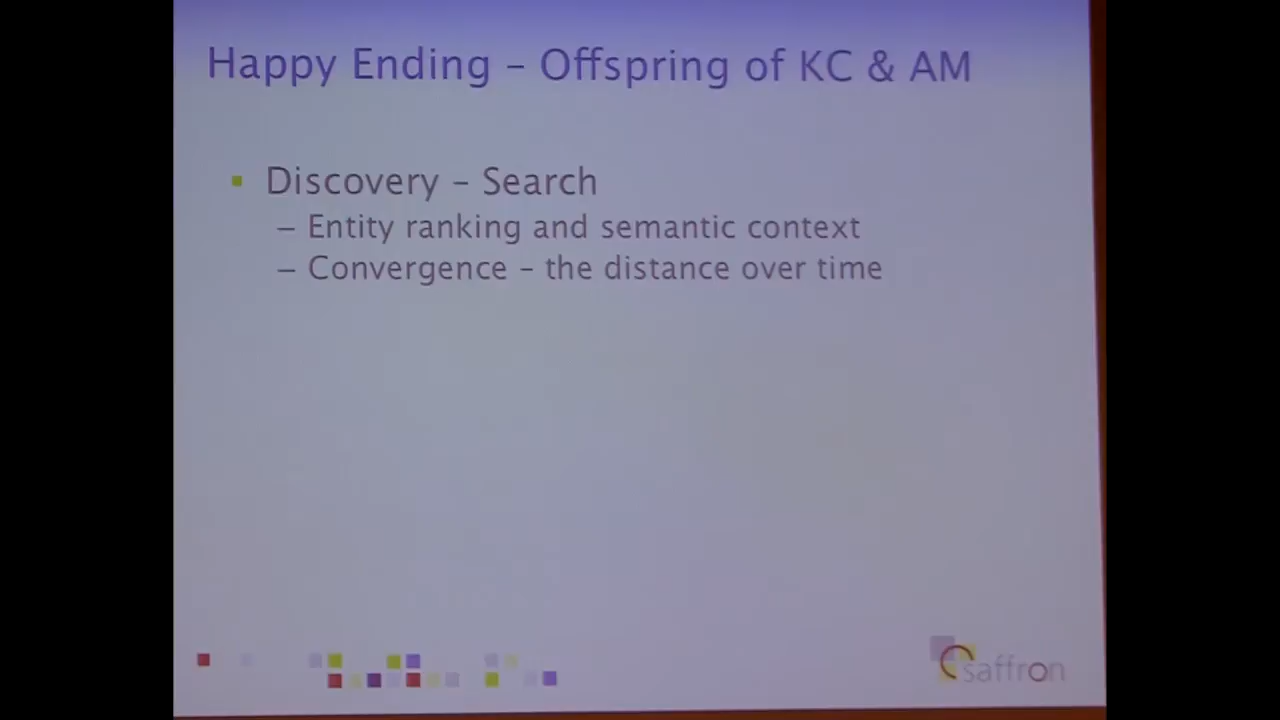 Happy Ending – Offspring of KC & AM
Discovery – Search
– Entity ranking and semantic context
– Convergence – the distance over time
saffron